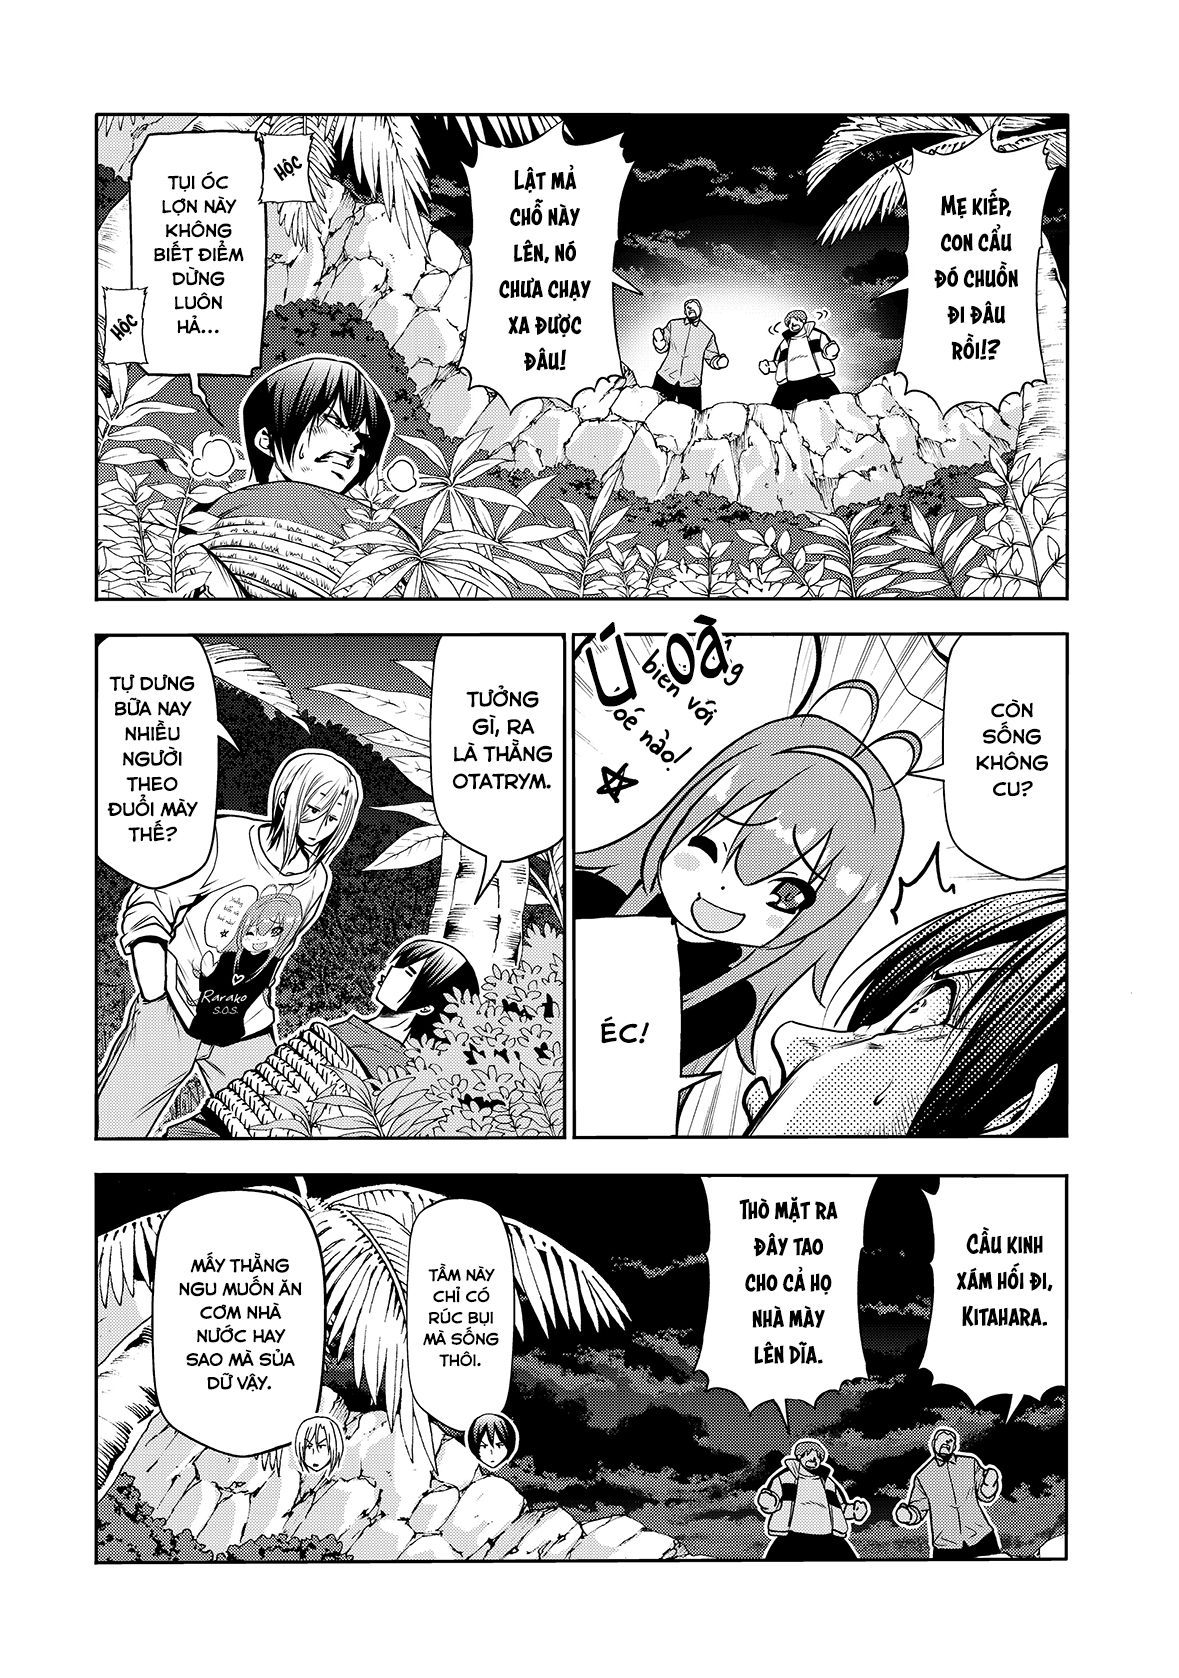 MẸ KIẾP,
CON CẨU
ĐÓ CHUỒN
ĐI ĐÂU
RỒI!?
LẬT MẢ
CHỖ NÀY
LÊN, NÓ
CHƯA CHẠY
XA ĐƯỢC
ĐÂU!
HỘC
TỤI ÓC
LỢN NÀY
KHÔNG
BIẾT ĐIỂM
DỪNG
LUÔN
HẢ...
HỘC
CÒN
SỐNG
KHÔNG
CU?
Ú OÀ
biến với
nào!
ÉC!
TƯỞNG
GÌ, RA
LÀ THẰNG
OTATRYM.
TỰ DƯNG
BỮA NAY
NHIỀU
NGƯỜI
THEO
ĐUỔI MÀY
THẾ?
Rarako
S.O.S.
CẦU KINH
XÁM HỐI ĐI,
KITAHARA.
THÒ MẶT RA
ĐÂY TAO
CHO CẢ HỌ
NHÀ MÀY
LÊN DĨA.
TẦM NÀY
CHỈ CÓ
RÚC BỤI
MÀ SỐNG
THÔI.
MẤY THẰNG
NGU MUỐN ĂN
CƠM NHÀ
NƯỚC HAY
SAO MÀ SỦA
DỮ VẬY.